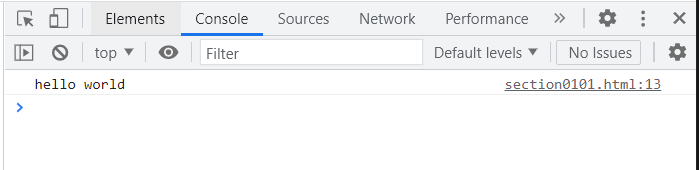 Elements Console Sources Network Performance »
top ▼ Filter Default levels ▼ No Issues
hello world section0101.html:13
>